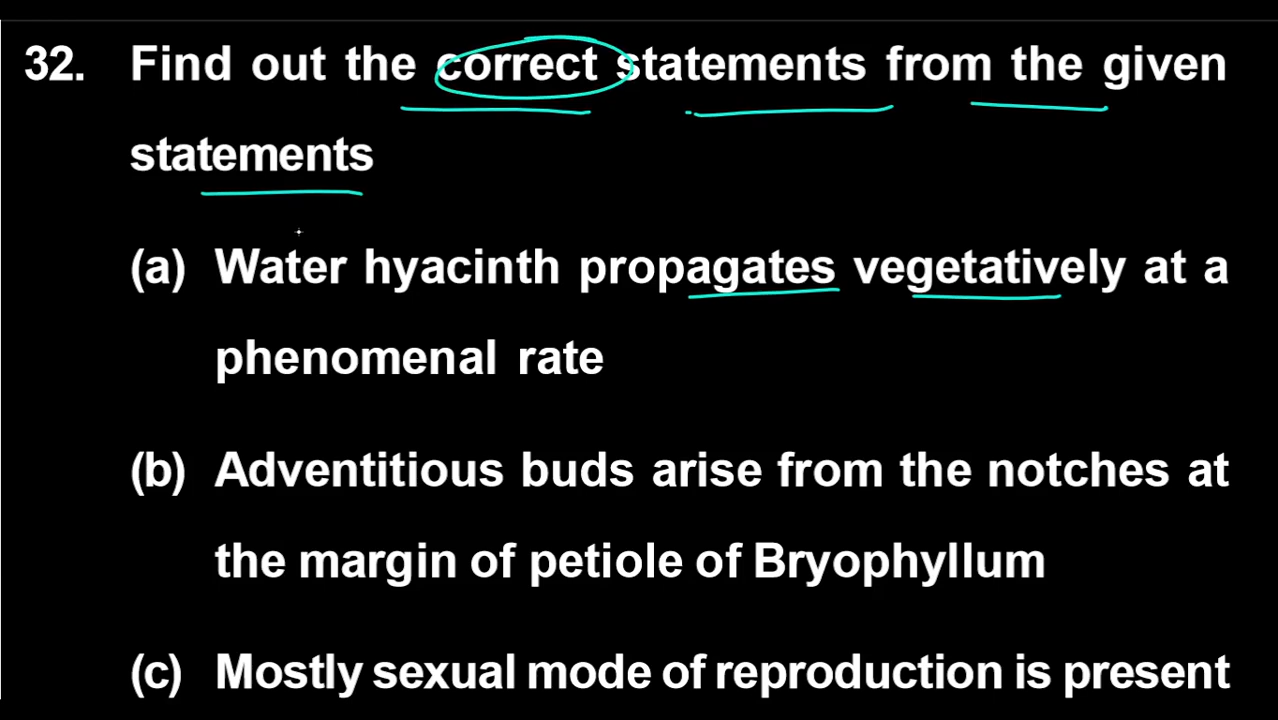 32. Find out the correct statements from the given
statements
(a) Water hyacinth propagates vegetatively at a
phenomenal rate
(b) Adventitious buds arise from the notches at
the margin of petiole of Bryophyllum
(c) Mostly sexual mode of reproduction is present